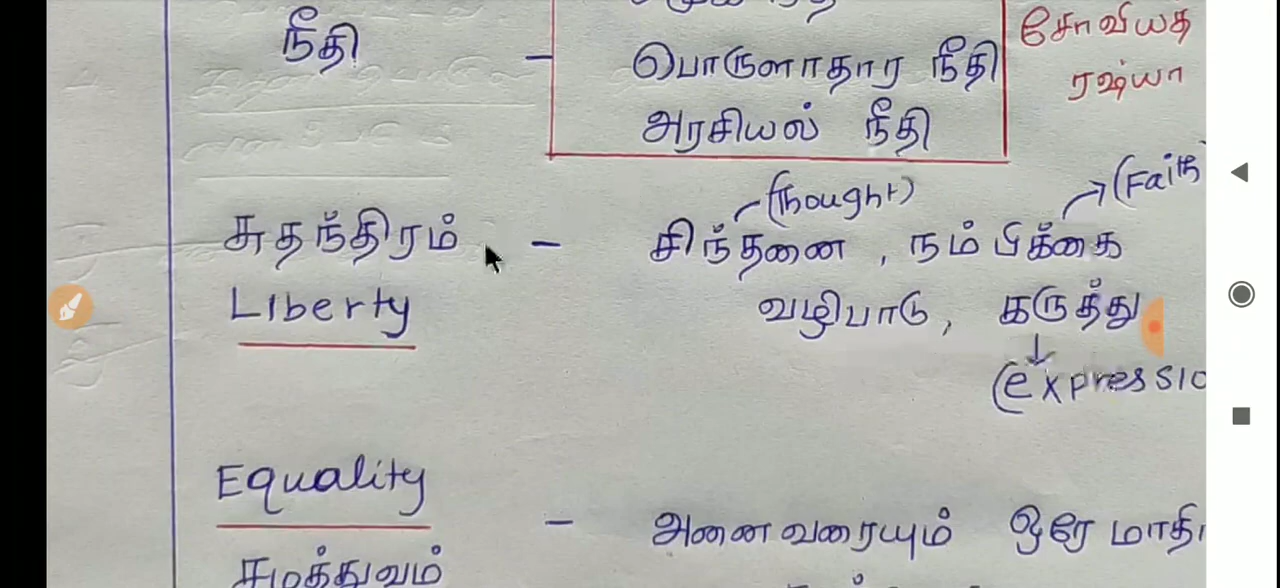 நீதி
சோவியத
ரஷ்யா
- பொருளாதார நீதி
அரசியல் நீதி
(Thought) (Faith
சுதந்திரம் - சிந்தனை , நம்பிக்கை
Liberty வழிபாடு, கருத்து
(expressio
Equality
- அனைவரையும் ஒரே மாதி
சமத்துவம்